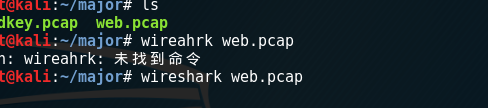 t@kali:~/major# ls
dkey.pcap web.pcap
t@kali:~/major# wireahrk web.pcap
h: wireahrk: 未找到命令
t@kali:~/major# wireshark web.pcap